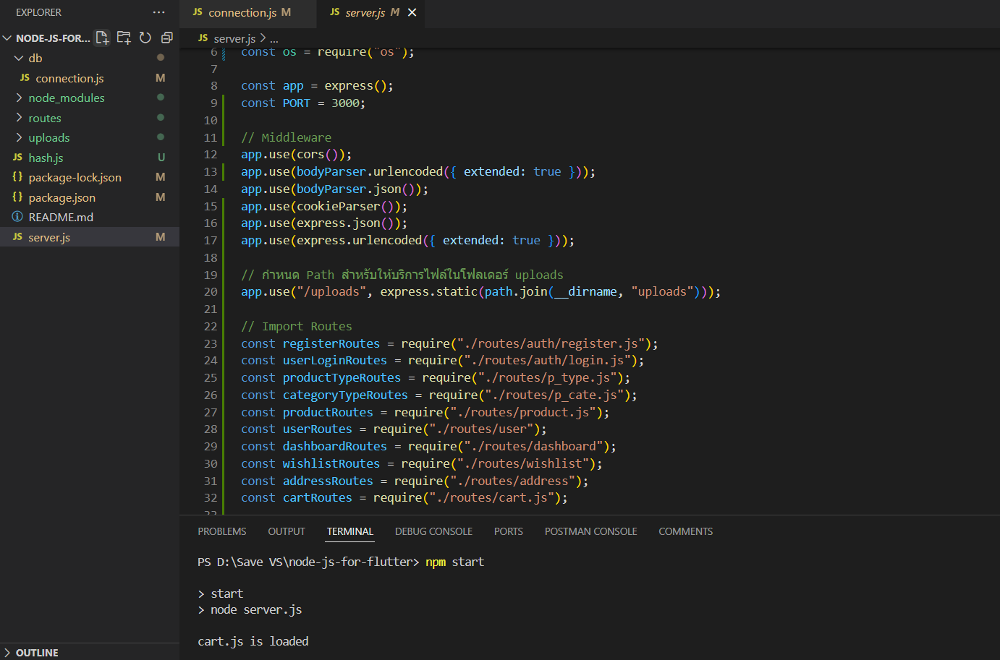 EXPLORER ...
NODE-JS-FOR...
db
JS connection.js M
node_modules
routes
uploads
JS hash.js U
{} package-lock.json M
{} package.json M
README.md
JS server.js M
OUTLINE
JS connection.js M
JS server.js M
JS server.js > ...
6 const os = require("os");
7
8 const app = express();
9 const PORT = 3000;
10
11 // Middleware
12 app.use(cors());
13 app.use(bodyParser.urlencoded({ extended: true }));
14 app.use(bodyParser.json());
15 app.use(cookieParser());
16 app.use(express.json());
17 app.use(express.urlencoded({ extended: true }));
18
19 // กำหนด Path สำหรับให้บริการไฟล์ในโฟลเดอร์ uploads
20 app.use("/uploads", express.static(path.join(__dirname, "uploads")));
21
22 // Import Routes
23 const registerRoutes = require("./routes/auth/register.js");
24 const userLoginRoutes = require("./routes/auth/login.js");
25 const productTypeRoutes = require("./routes/p_type.js");
26 const categoryTypeRoutes = require("./routes/p_cate.js");
27 const productRoutes = require("./routes/product.js");
28 const userRoutes = require("./routes/user");
29 const dashboardRoutes = require("./routes/dashboard");
30 const wishlistRoutes = require("./routes/wishlist");
31 const addressRoutes = require("./routes/address");
32 const cartRoutes = require("./routes/cart.js");
33
PROBLEMS OUTPUT TERMINAL DEBUG CONSOLE PORTS POSTMAN CONSOLE COMMENTS
PS D:\Save VS\node-js-for-flutter> npm start
> start
> node server.js
cart.js is loaded